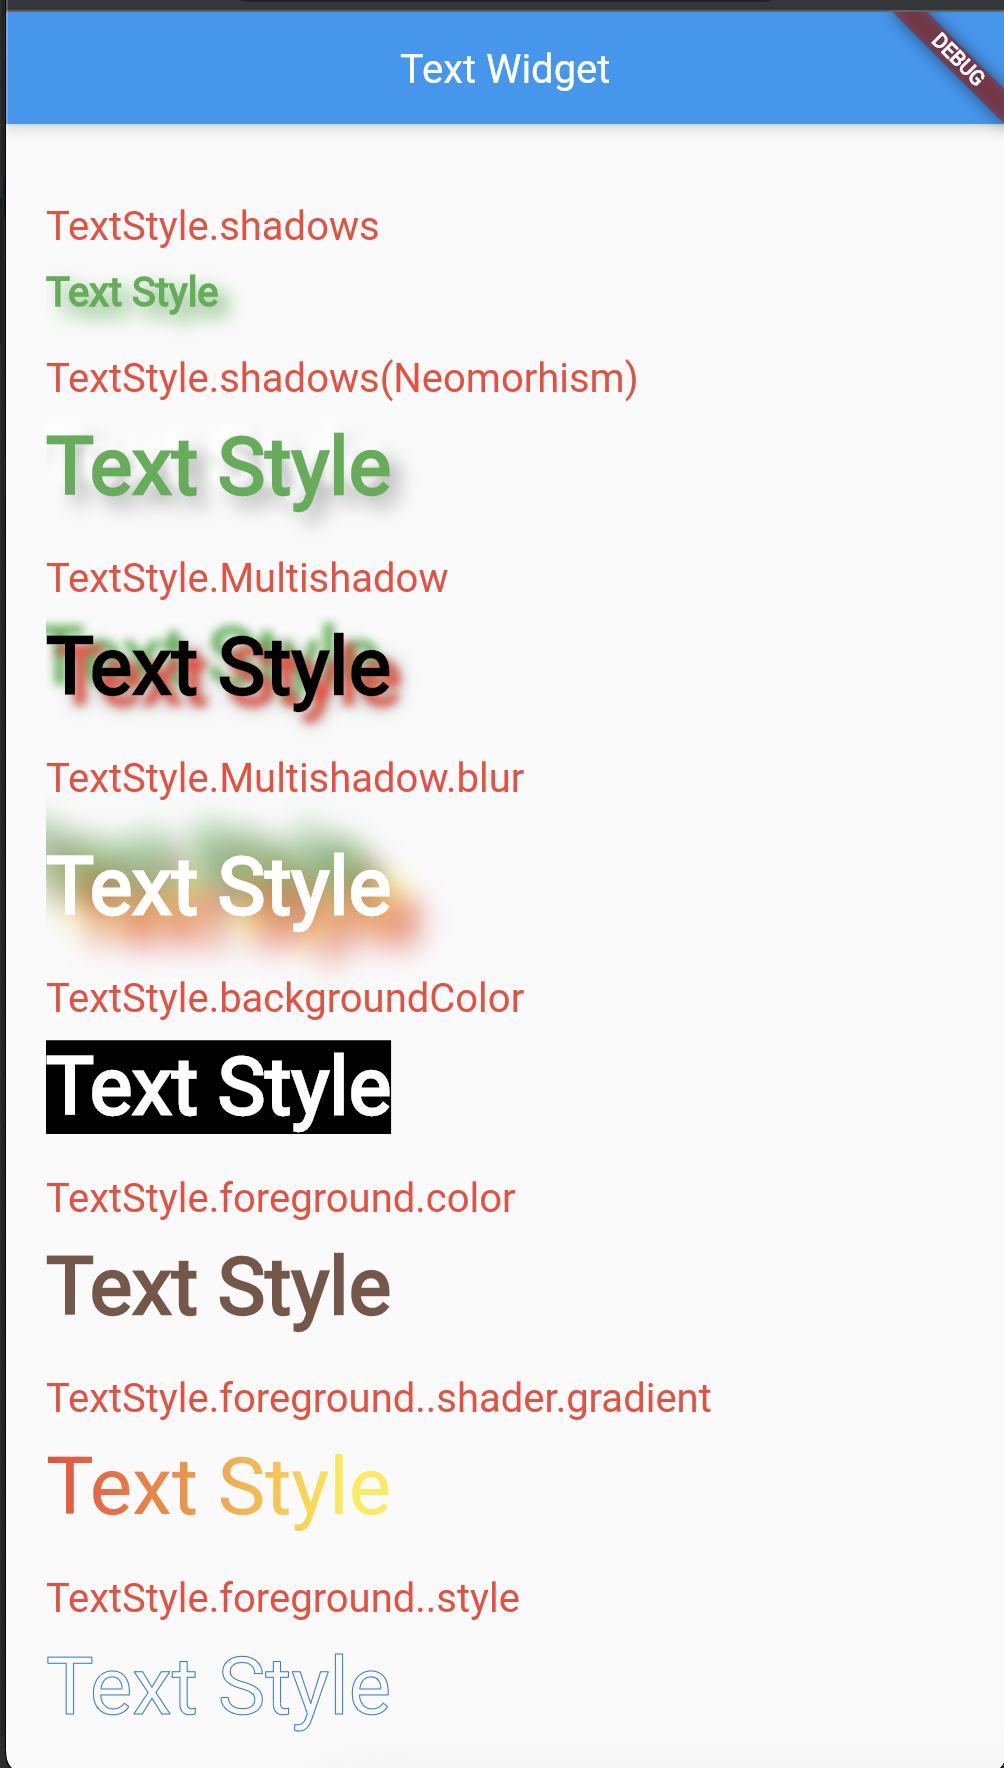 Text Widget
DEBUG
TextStyle.shadows
Text Style
TextStyle.shadows(Neomorhism)
Text Style
TextStyle.Multishadow
Text Style
TextStyle.Multishadow.blur
Text Style
TextStyle.backgroundColor
Text Style
TextStyle.foreground.color
Text Style
TextStyle.foreground..shader.gradient
Text Style
TextStyle.foreground..style
Text Style